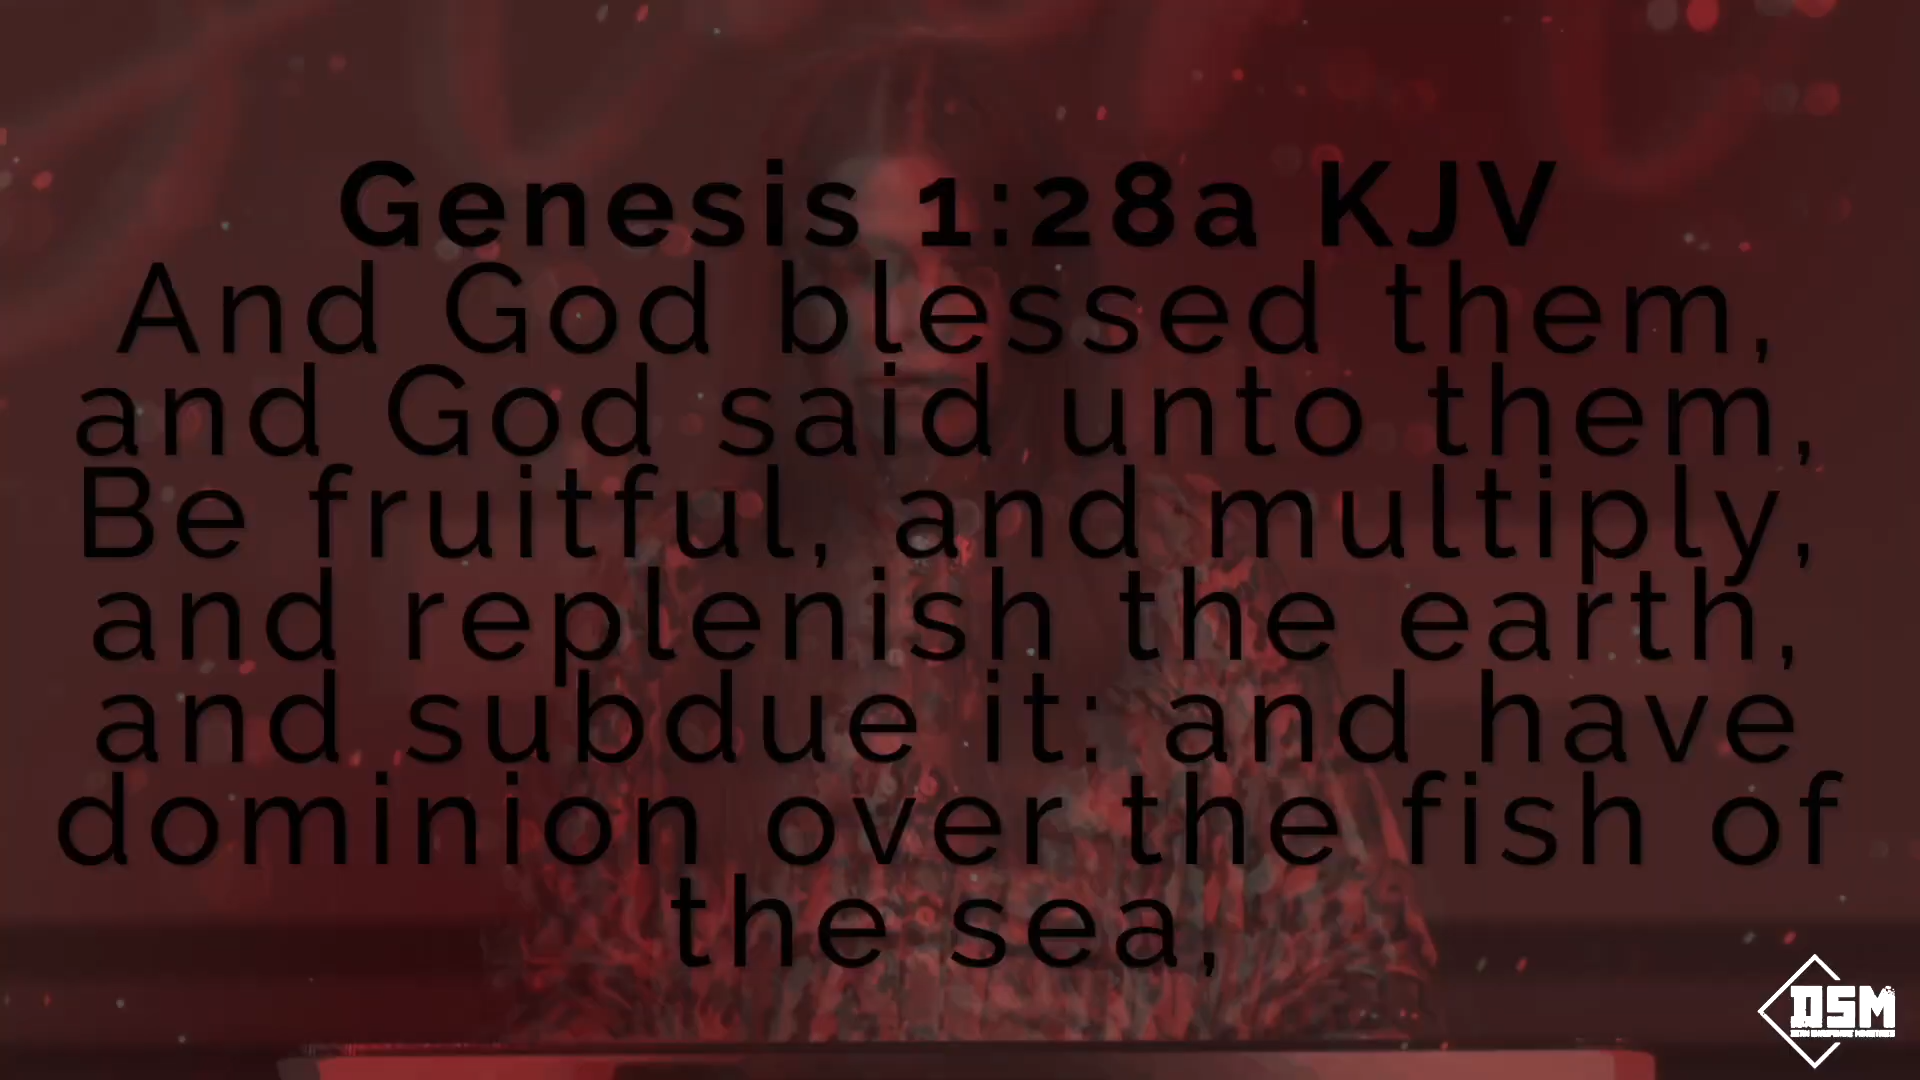 Genesis 1:28a KJV
And God blessed them,
and God said unto them,
Be fruitful, and multiply,
and replenish the earth,
and subdue it: and have
dominion over the fish of
the sea,
DSM